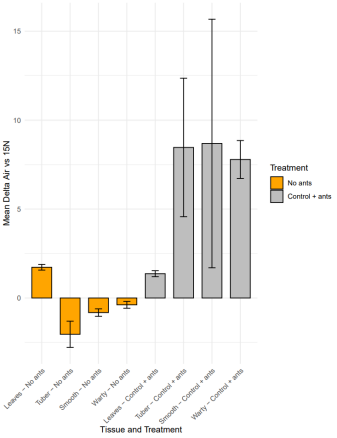 Mean Delta Air vs 15N
15
10
5
0
Leaves − No ants
Tuber − No ants
Smooth − No ants
Warty − No ants
Leaves − Control + ants
Tuber − Control + ants
Smooth − Control + ants
Warty − Control + ants
Tissue and Treatment
Treatment
No ants
Control + ants